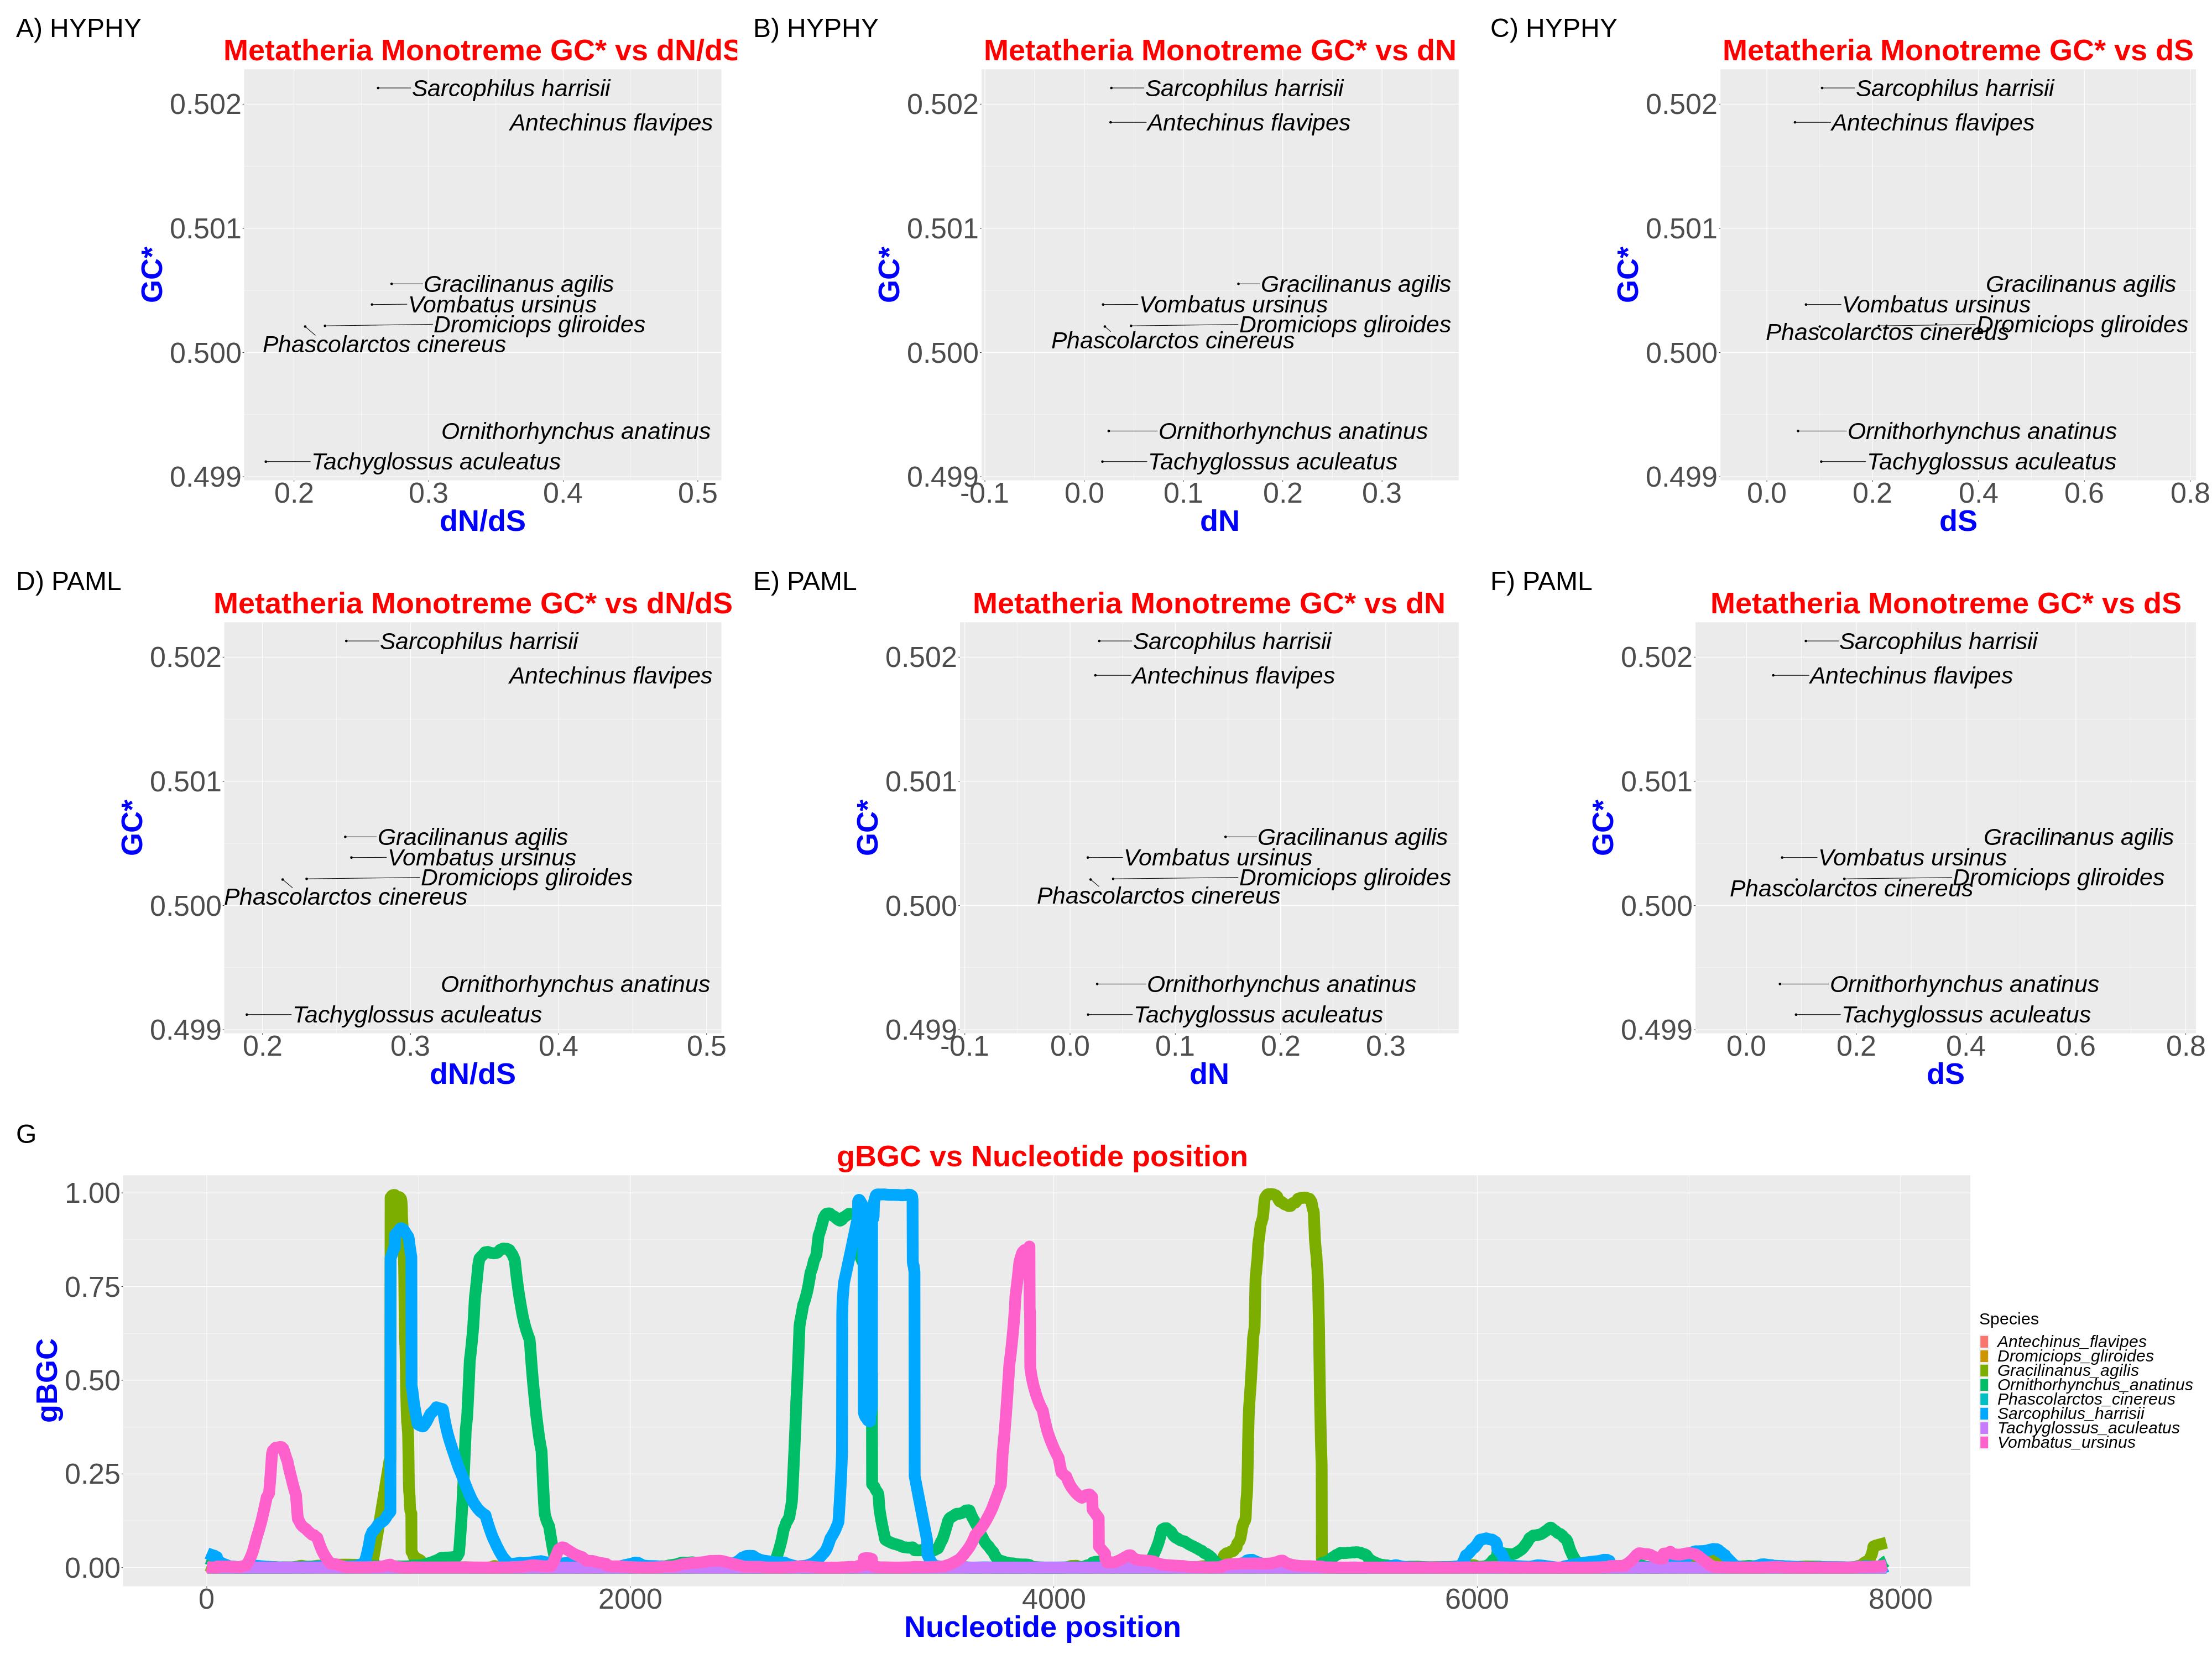 A) HYPHY
Metatheria Monotreme GC* vs dN/dS
0.502
0.501
0.500
0.499
GC*
Sarcophilus harrisii
Antechinus flavipes
Gracilinanus agilis
Vombatus ursinus
Dromiciops gliroides
Phascolarctos cinereus
Ornithorhynchus anatinus
Tachyglossus aculeatus
0.2 0.3 0.4 0.5
dN/dS
B) HYPHY
Metatheria Monotreme GC* vs dN
0.502
0.501
0.500
0.499
GC*
Sarcophilus harrisii
Antechinus flavipes
Gracilinanus agilis
Vombatus ursinus
Dromiciops gliroides
Phascolarctos cinereus
Ornithorhynchus anatinus
Tachyglossus aculeatus
-0.1 0.0 0.1 0.2 0.3
dN
C) HYPHY
Metatheria Monotreme GC* vs dS
0.502
0.501
0.500
0.499
GC*
Sarcophilus harrisii
Antechinus flavipes
Gracilinanus agilis
Vombatus ursinus
Dromiciops gliroides
Phascolarctos cinereus
Ornithorhynchus anatinus
Tachyglossus aculeatus
0.0 0.2 0.4 0.6 0.8
dS
D) PAML
Metatheria Monotreme GC* vs dN/dS
0.502
0.501
0.500
0.499
GC*
Sarcophilus harrisii
Antechinus flavipes
Gracilinanus agilis
Vombatus ursinus
Dromiciops gliroides
Phascolarctos cinereus
Ornithorhynchus anatinus
Tachyglossus aculeatus
0.2 0.3 0.4 0.5
dN/dS
E) PAML
Metatheria Monotreme GC* vs dN
0.502
0.501
0.500
0.499
GC*
Sarcophilus harrisii
Antechinus flavipes
Gracilinanus agilis
Vombatus ursinus
Dromiciops gliroides
Phascolarctos cinereus
Ornithorhynchus anatinus
Tachyglossus aculeatus
-0.1 0.0 0.1 0.2 0.3
dN
F) PAML
Metatheria Monotreme GC* vs dS
0.502
0.501
0.500
0.499
GC*
Sarcophilus harrisii
Antechinus flavipes
Gracilinanus agilis
Vombatus ursinus
Dromiciops gliroides
Phascolarctos cinereus
Ornithorhynchus anatinus
Tachyglossus aculeatus
0.0 0.2 0.4 0.6 0.8
dS
G
gBGC vs Nucleotide position
1.00
0.75
0.50
0.25
0.00
gBGC
0 2000 4000 6000 8000
Nucleotide position
Species
Antechinus_flavipes
Dromiciops_gliroides
Gracilinanus_agilis
Ornithorhynchus_anatinus
Phascolarctos_cinereus
Sarcophilus_harrisii
Tachyglossus_aculeatus
Vombatus_ursinus